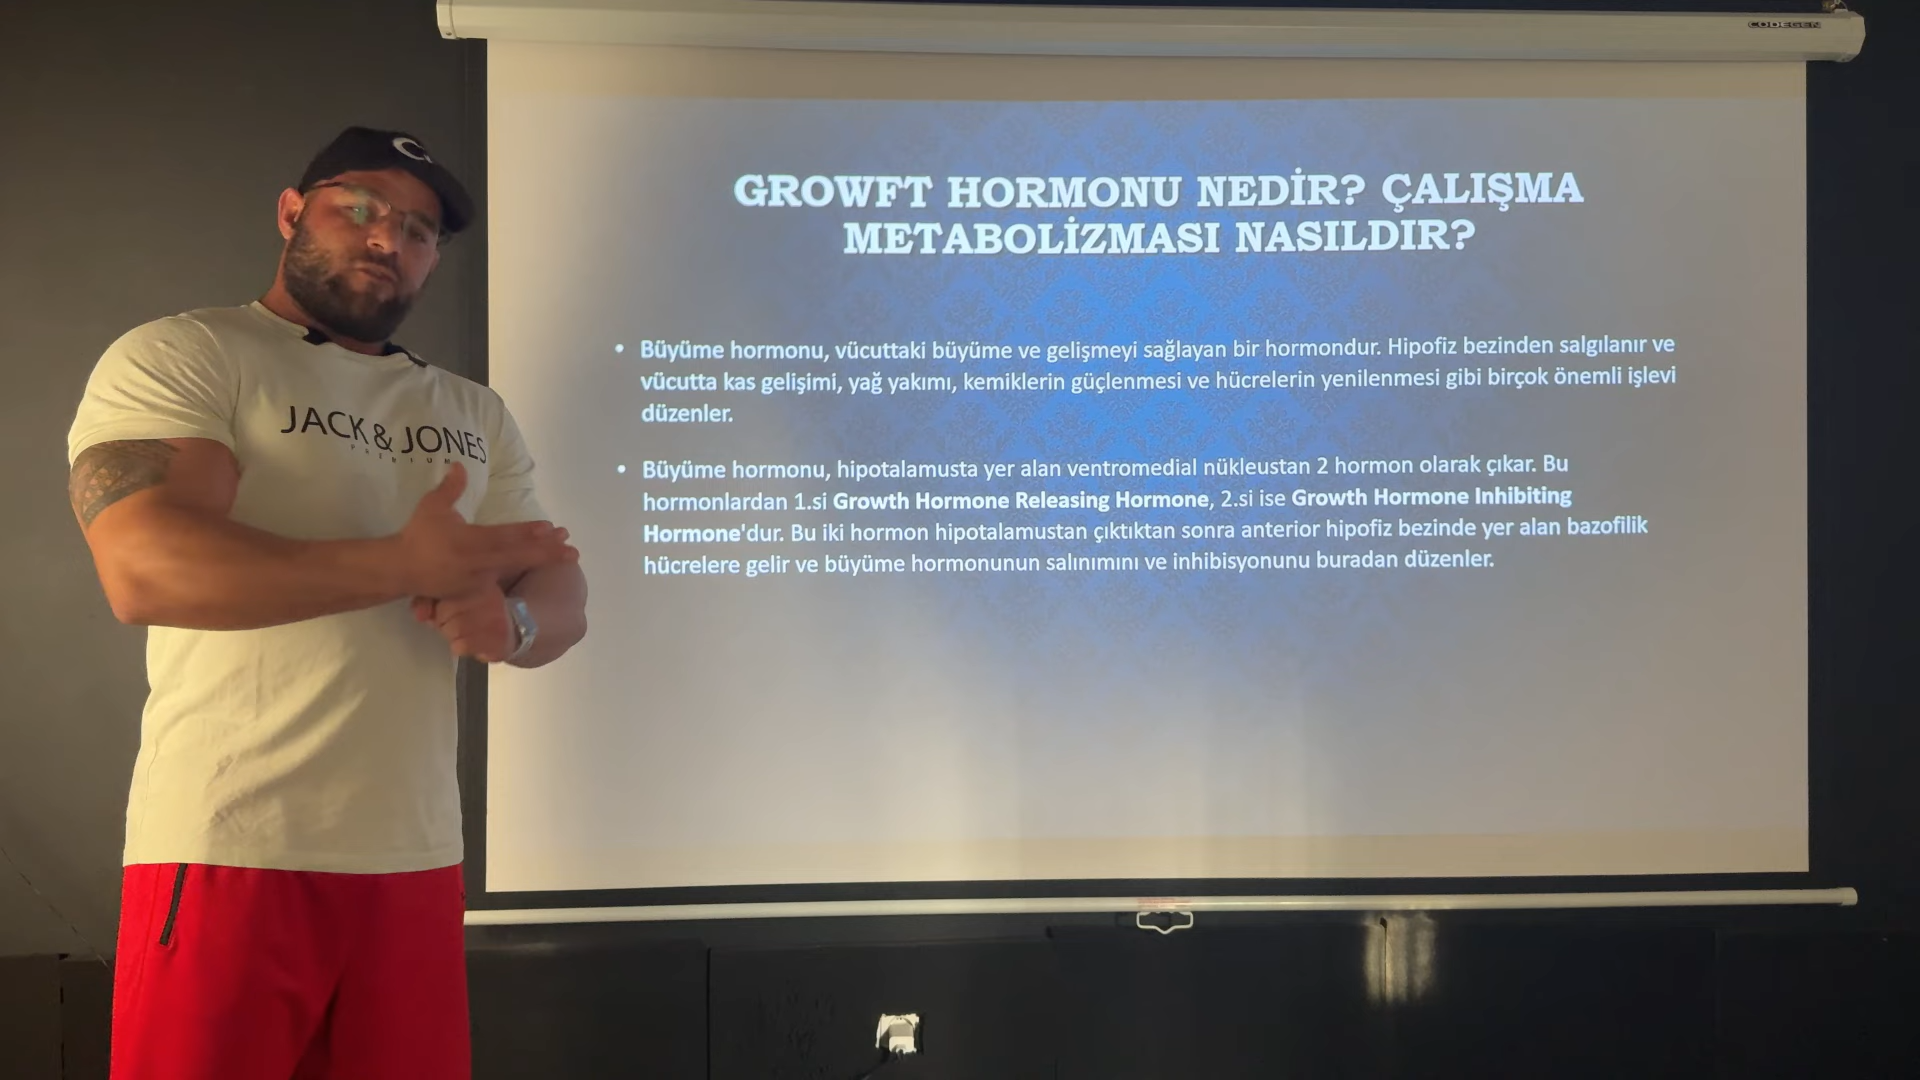 CODEGEN
GROWFT HORMONU NEDİR? ÇALIŞMA
METABOLİZMASI NASILDIR?
• Büyüme hormonu, vücuttaki büyüme ve gelişmeyi sağlayan bir hormondur. Hipofiz bezinden salgılanır ve
vücutta kas gelişimi, yağ yakımı, kemiklerin güçlenmesi ve hücrelerin yenilenmesi gibi birçok önemli işlevi
düzenler.
• Büyüme hormonu, hipotalamusta yer alan ventromedial nükleustan 2 hormon olarak çıkar. Bu
hormonlardan 1.si Growth Hormone Releasing Hormone, 2.si ise Growth Hormone Inhibiting
Hormone'dur. Bu iki hormon hipotalamustan çıktıktan sonra anterior hipofiz bezinde yer alan bazofilik
hücrelere gelir ve büyüme hormonunun salınımını ve inhibisyonunu buradan düzenler.
JACK & JONES
PREMIUM